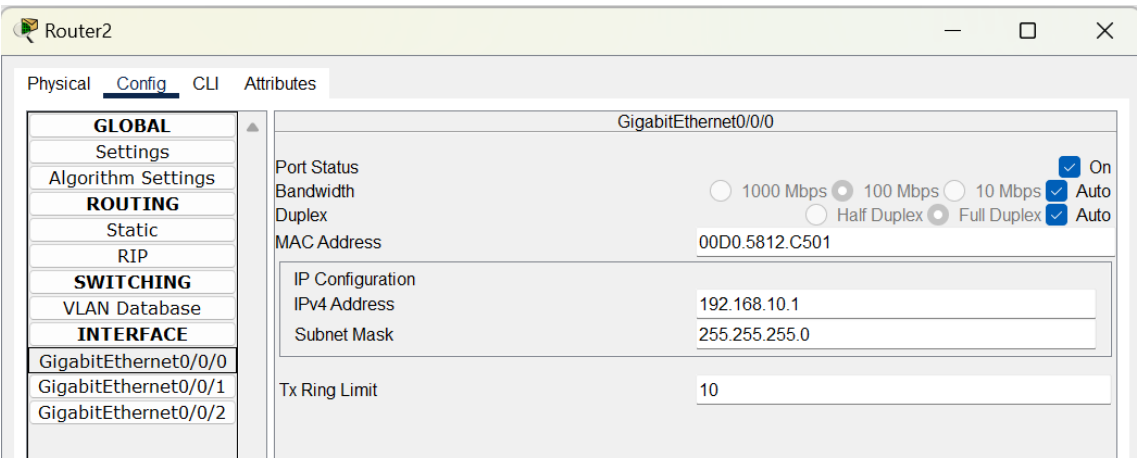 Router2
Physical Config CLI Attributes
GLOBAL
Settings
Algorithm Settings
ROUTING
Static
RIP
SWITCHING
VLAN Database
INTERFACE
GigabitEthernet0/0/0
GigabitEthernet0/0/1
GigabitEthernet0/0/2
GigabitEthernet0/0/0
Port Status On
Bandwidth 1000 Mbps 100 Mbps 10 Mbps Auto
Duplex Half Duplex Full Duplex Auto
MAC Address 00D0.5812.C501
IP Configuration
IPv4 Address 192.168.10.1
Subnet Mask 255.255.255.0
Tx Ring Limit 10